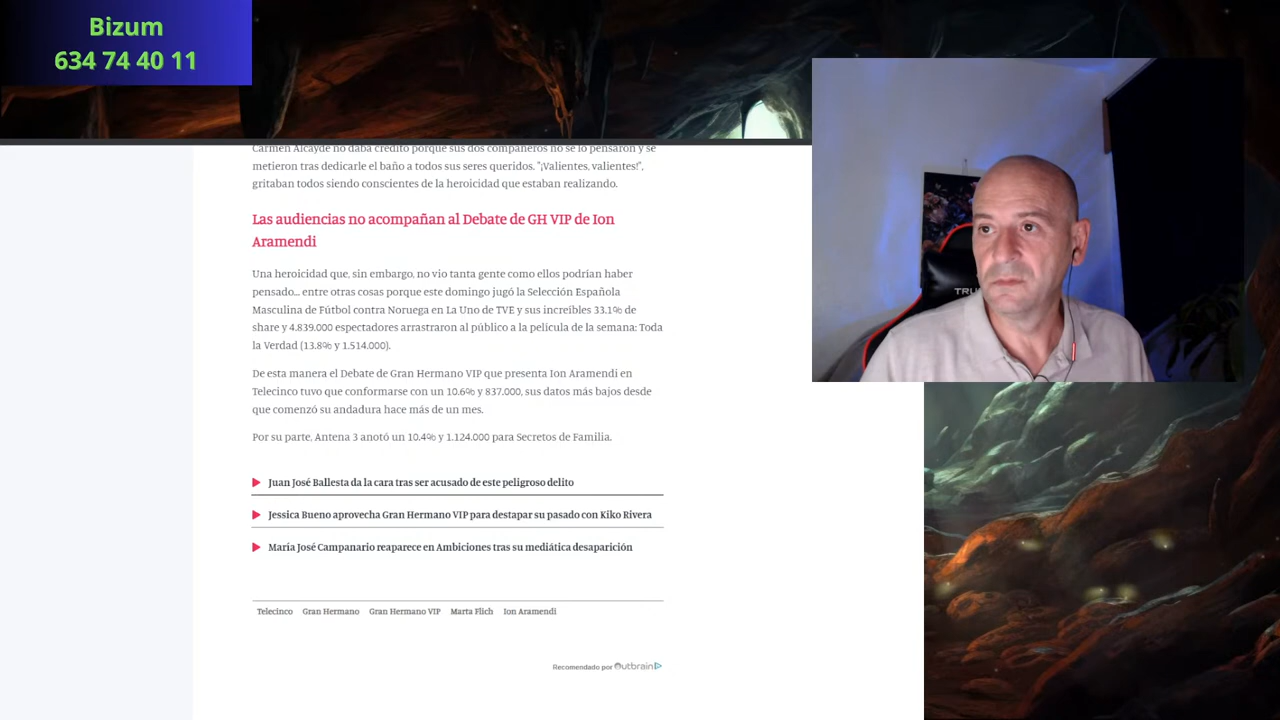 Bizum
634 74 40 11
Carmen Alcayde no daba crédito porque sus dos compañeros no se lo pensaron y se
metieron tras dedicarle el baño a todos sus seres queridos. "¡Valientes, valientes!",
gritaban todos siendo conscientes de la heroicidad que estaban realizando.
Las audiencias no acompañan al Debate de GH VIP de Ion
Aramendi
Una heroicidad que, sin embargo, no vio tanta gente como ellos podrían haber
pensado... entre otras cosas porque este domingo jugó la Selección Española
Masculina de Fútbol contra Noruega en La Uno de TVE y sus increíbles 33.1% de
share y 4.839.000 espectadores arrastraron al público a la película de la semana: Toda
la Verdad (13.8% y 1.514.000).
De esta manera el Debate de Gran Hermano VIP que presenta Ion Aramendi en
Telecinco tuvo que conformarse con un 10.6% y 837.000, sus datos más bajos desde
que comenzó su andadura hace más de un mes.
Por su parte, Antena 3 anotó un 10.4% y 1.124.000 para Secretos de Familia.
Juan José Ballesta da la cara tras ser acusado de este peligroso delito
Jessica Bueno aprovecha Gran Hermano VIP para destapar su pasado con Kiko Rivera
María José Campanario reaparece en Ambiciones tras su mediática desaparición
Telecinco Gran Hermano Gran Hermano VIP Marta Flich Ion Aramendi
Recomendado por Outbrain
TRU